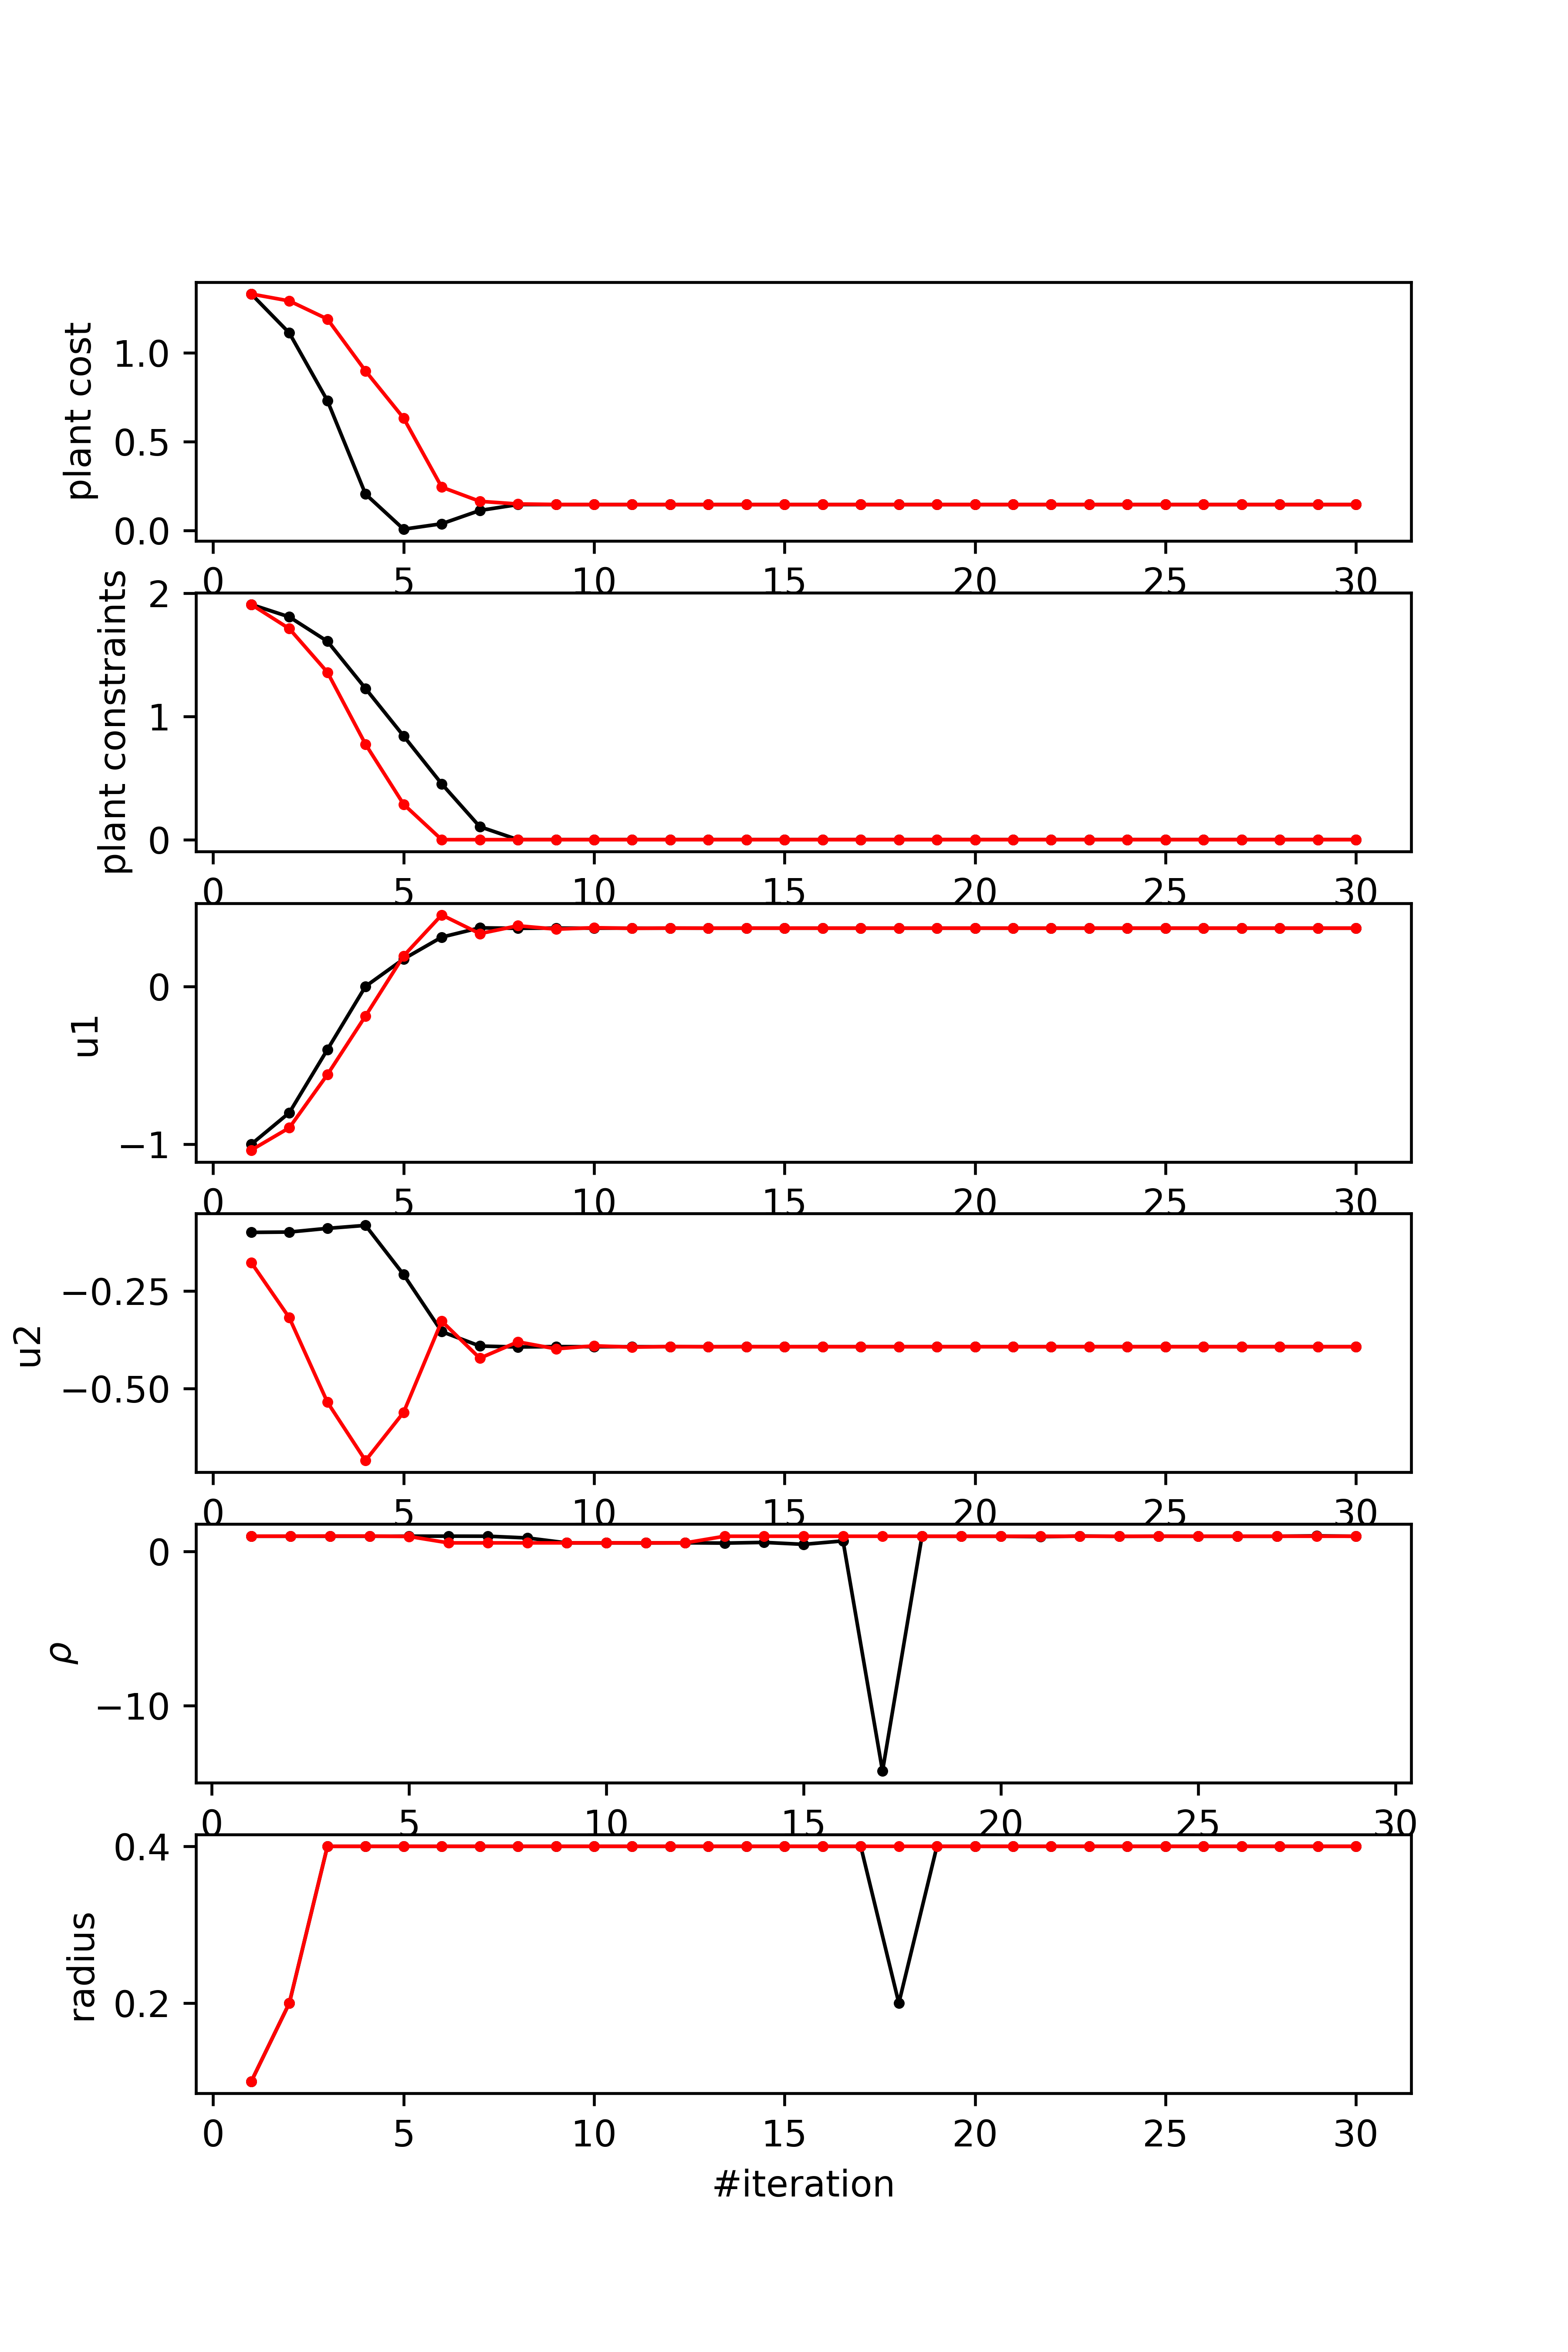 plant cost
1.0
0.5
0.0
0 5 10 15 20 25 30
plant constraints
2
1
0
0 5 10 15 20 25 30
u1
0
−1
0 5 10 15 20 25 30
u2
−0.25
−0.50
0 5 10 15 20 25 30
ρ
0
−10
0 5 10 15 20 25 30
radius
0.4
0.2
0 5 10 15 20 25 30
#iteration